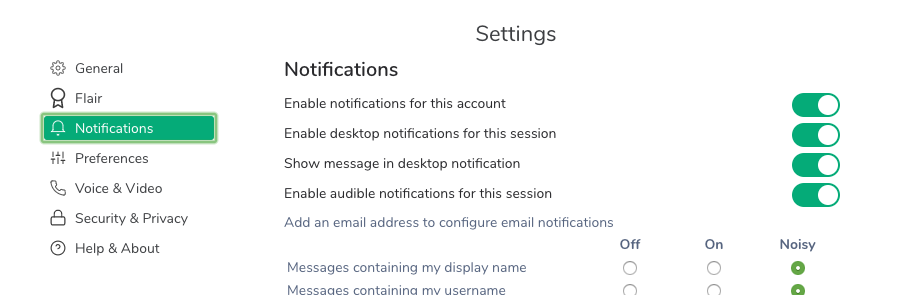 Settings
General
Flair
Notifications
Preferences
Voice & Video
Security & Privacy
Help & About
Notifications
Enable notifications for this account
Enable desktop notifications for this session
Show message in desktop notification
Enable audible notifications for this session
Add an email address to configure email notifications
Off On Noisy
Messages containing my display name
Messages containing my username